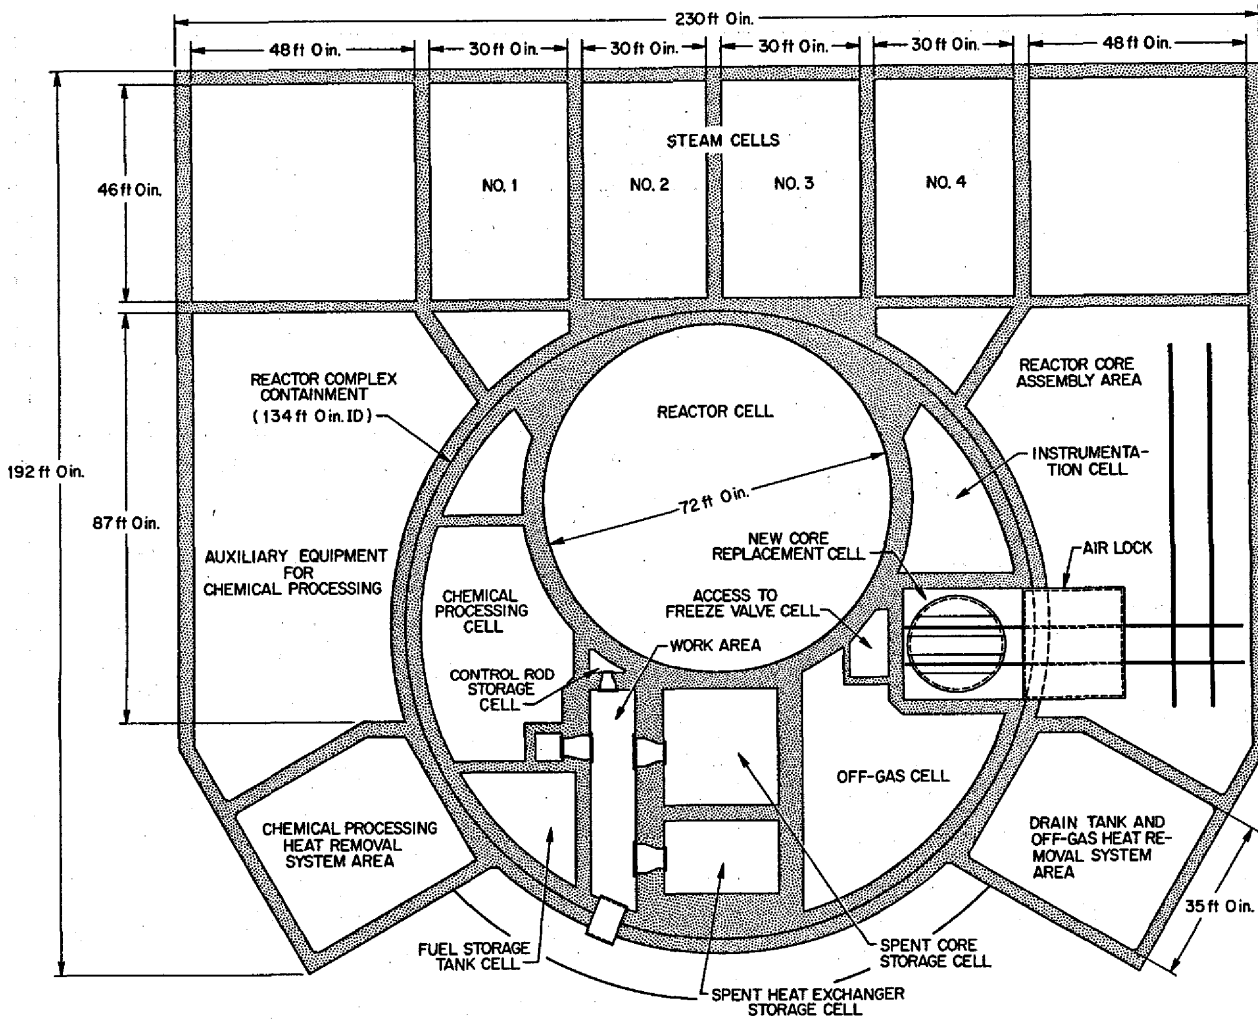 230 ft 0 in.
48 ft 0 in.
30 ft 0 in.
30 ft 0 in.
30 ft 0 in.
30 ft 0 in.
48 ft 0 in.
STEAM CELLS
46 ft 0 in.
NO. 1
NO. 2
NO. 3
NO. 4
REACTOR COMPLEX
CONTAINMENT
(134 ft 0 in. ID)
REACTOR CELL
REACTOR CORE
ASSEMBLY AREA
INSTRUMENTA-
TION CELL
192 ft 0 in.
72 ft 0 in.
87 ft 0 in.
NEW CORE
REPLACEMENT CELL
AIR LOCK
AUXILIARY EQUIPMENT
FOR
CHEMICAL PROCESSING
CHEMICAL
PROCESSING
CELL
ACCESS TO
FREEZE VALVE CELL
WORK AREA
CONTROL ROD
STORAGE
CELL
OFF-GAS CELL
CHEMICAL PROCESSING
HEAT REMOVAL
SYSTEM AREA
DRAIN TANK AND
OFF-GAS HEAT RE-
MOVAL SYSTEM
AREA
35 ft 0 in.
FUEL STORAGE
TANK CELL
SPENT CORE
STORAGE CELL
SPENT HEAT EXCHANGER
STORAGE CELL